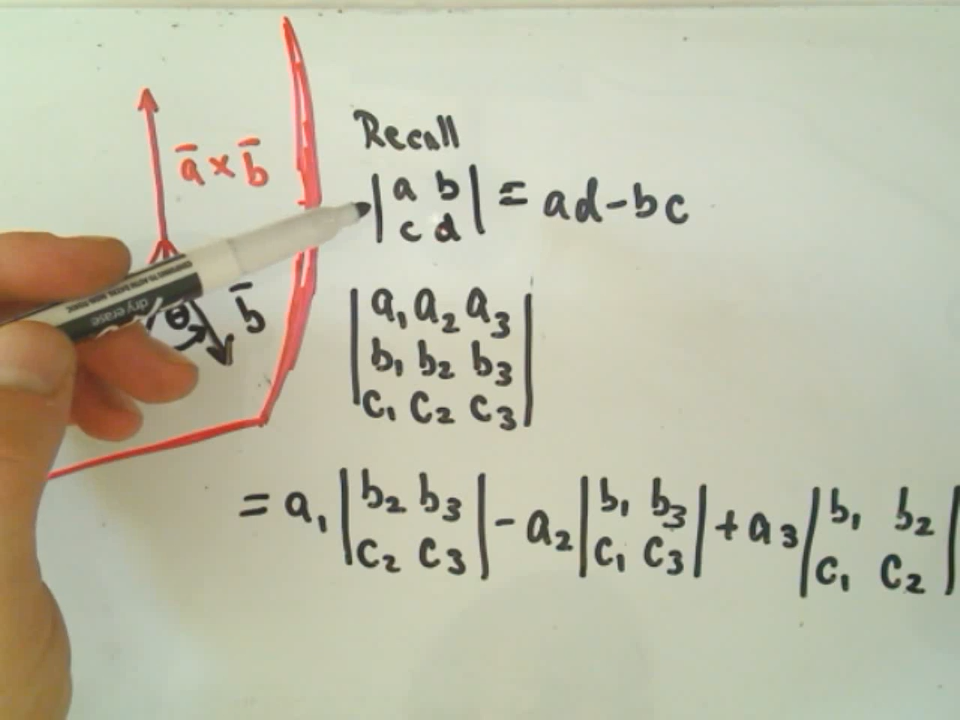 Recall
|a b| = ad-bc
|c d|
|a₁ a₂ a₃|
|b₁ b₂ b₃|
|c₁ c₂ c₃|
= a₁ |b₂ b₃| - a₂ |b₁ b₃| + a₃ |b₁ b₂|
|c₂ c₃| |c₁ c₃| |c₁ c₂|
a̅ × b̅
b̅
θ
dry erase